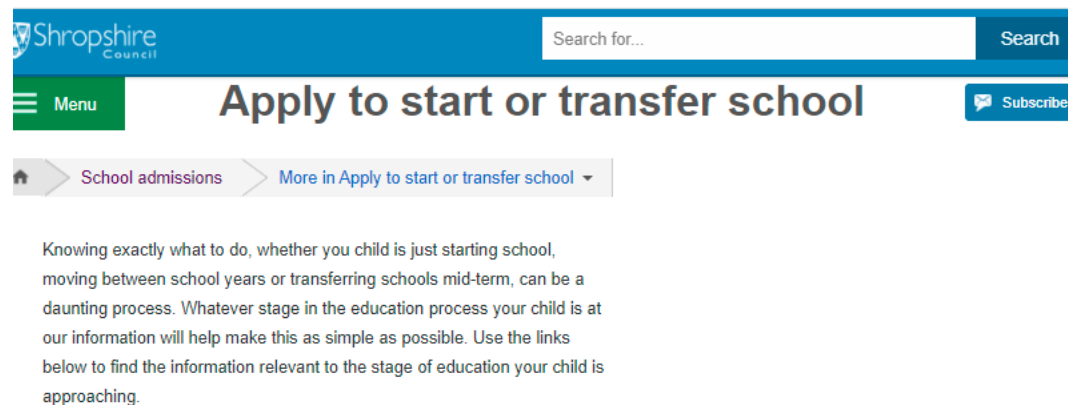 Shropshire
Council
Search for...
Search
Menu
Apply to start or transfer school
Subscribe
School admissions
More in Apply to start or transfer school
Knowing exactly what to do, whether you child is just starting school,
moving between school years or transferring schools mid-term, can be a
daunting process. Whatever stage in the education process your child is at
our information will help make this as simple as possible. Use the links
below to find the information relevant to the stage of education your child is
approaching.